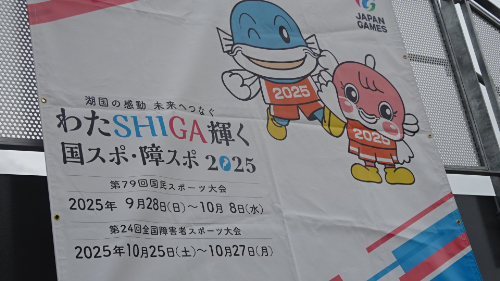 JAPAN
GAMES
2025
2025
湖国の感動 未来へつなぐ
わたSHIGA輝く
国スポ・障スポ 2025
第79回国民スポーツ大会
2025年 9月28日(日)～10月 8日(水)
第24回全国障害者スポーツ大会
2025年10月25日(土)～10月27日(月)